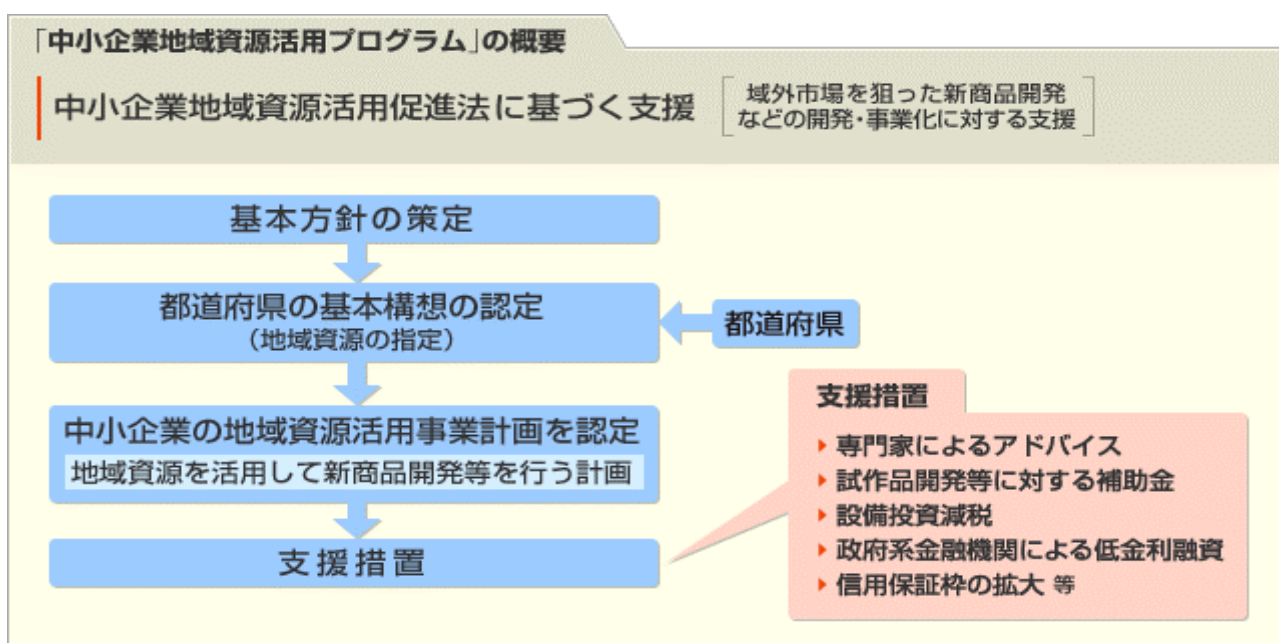 「中小企業地域資源活用プログラム」の概要
中小企業地域資源活用促進法に基づく支援
域外市場を狙った新商品開発
などの開発・事業化に対する支援
基本方針の策定
都道府県の基本構想の認定
（地域資源の指定）
都道府県
中小企業の地域資源活用事業計画を認定
地域資源を活用して新商品開発等を行う計画
支援措置
支援措置
専門家によるアドバイス
試作品開発等に対する補助金
設備投資減税
政府系金融機関による低金利融資
信用保証枠の拡大 等